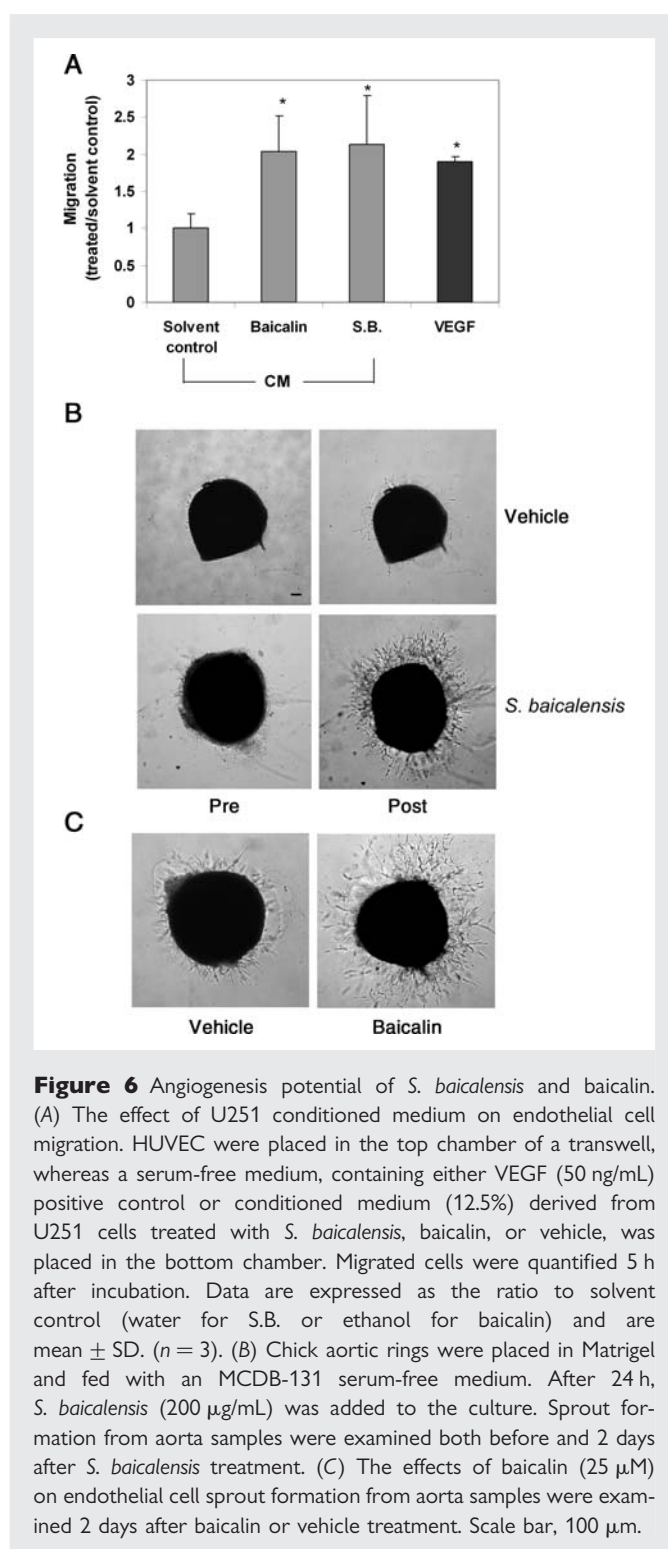 A
3
2.5
2
1.5
1
0.5
0
Migration
(treated/solvent control)
* * *
Solvent control Baicalin S.B. VEGF
CM
B
Vehicle
S. baicalensis
Pre Post
C
Vehicle Baicalin
Figure 6 Angiogenesis potential of S. baicalensis and baicalin.
(A) The effect of U251 conditioned medium on endothelial cell
migration. HUVEC were placed in the top chamber of a transwell,
whereas a serum-free medium, containing either VEGF (50 ng/mL)
positive control or conditioned medium (12.5%) derived from
U251 cells treated with S. baicalensis, baicalin, or vehicle, was
placed in the bottom chamber. Migrated cells were quantified 5 h
after incubation. Data are expressed as the ratio to solvent
control (water for S.B. or ethanol for baicalin) and are
mean ± SD. (n = 3). (B) Chick aortic rings were placed in Matrigel
and fed with an MCDB-131 serum-free medium. After 24 h,
S. baicalensis (200 μg/mL) was added to the culture. Sprout for-
mation from aorta samples were examined both before and 2 days
after S. baicalensis treatment. (C) The effects of baicalin (25 μM)
on endothelial cell sprout formation from aorta samples were exam-
ined 2 days after baicalin or vehicle treatment. Scale bar, 100 μm.